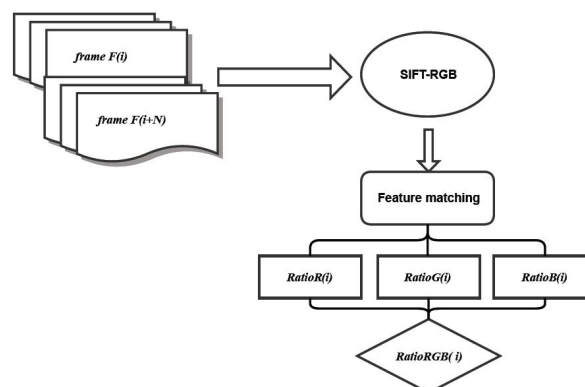 frame F(i)
frame F(i+N)
SIFT-RGB
Feature matching
RatioR(i)
RatioG(i)
RatioB(i)
RatioRGB( i)